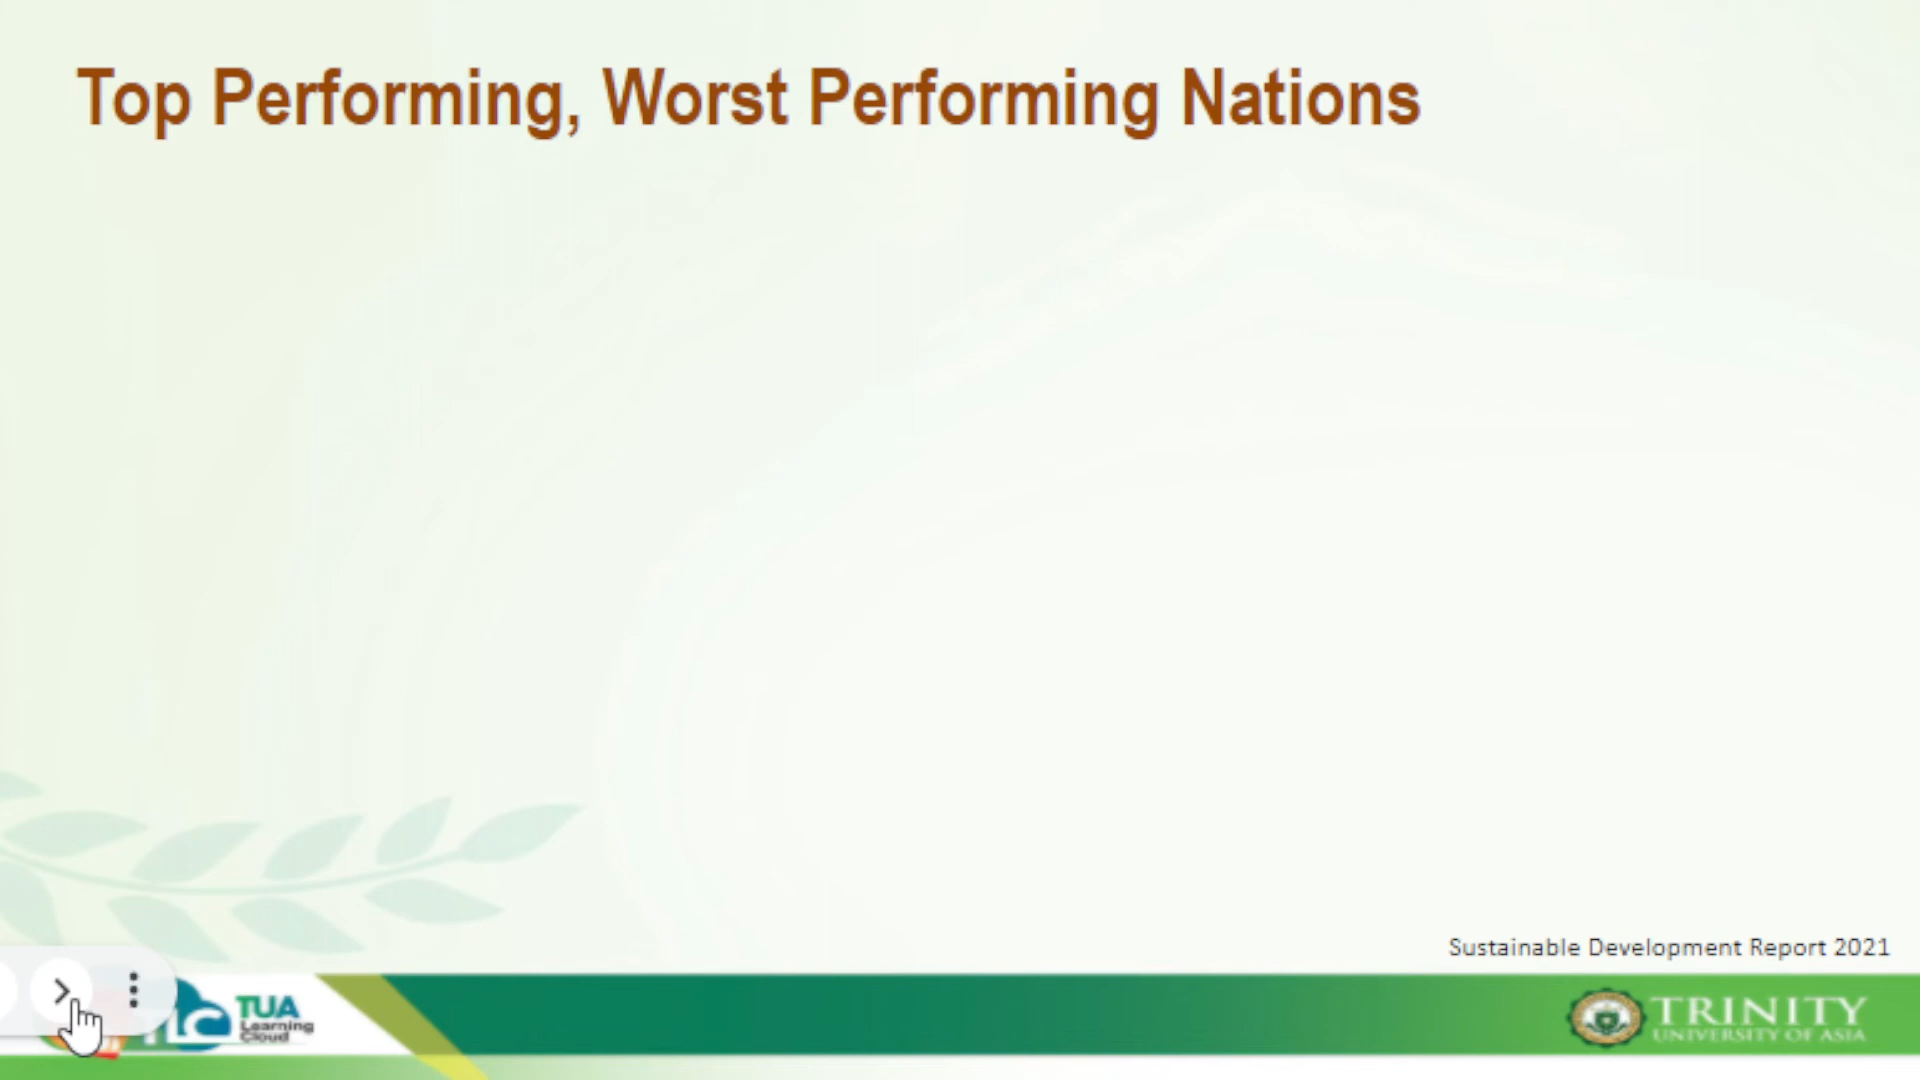 Top Performing, Worst Performing Nations
Sustainable Development Report 2021
TUA
Learning
Cloud
TRINITY
UNIVERSITY OF ASIA